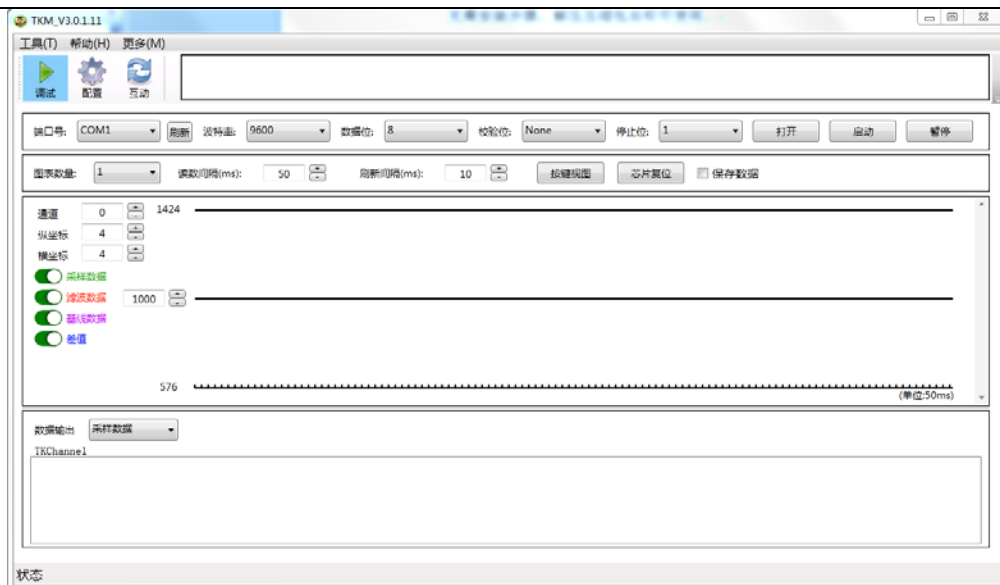 TKM_V3.0.1.11
工具(T) 帮助(H) 更多(M)
调试 配置 互动
端口号: COM1 刷新 波特率: 9600 数据位: 8 校验位: None 停止位: 1 打开 启动 暂停
图表数量: 1 读数间隔(ms): 50 刷新间隔(ms): 10 按键视图 芯片复位 保存数据
通道 0 1424
纵坐标 4
横坐标 4
采样数据
滤波数据 1000
基线数据
差值
576
(单位:50ms)
数据输出 采样数据
TKChannel
状态